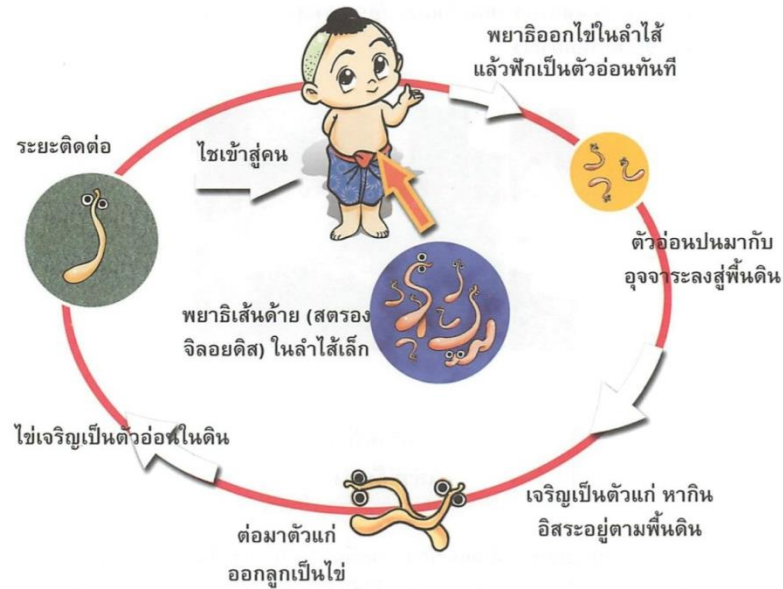 พยาธิออกไข่ในลำไส้
แล้วฟักเป็นตัวอ่อนทันที
ระยะติดต่อ
ไชเข้าสู่คน
ตัวอ่อนปนมากับ
อุจจาระลงสู่พื้นดิน
พยาธิเส้นด้าย (สตรอง
จิลอยดิส) ในลำไส้เล็ก
ไข่เจริญเป็นตัวอ่อนในดิน
เจริญเป็นตัวแก่ หากิน
อิสระอยู่ตามพื้นดิน
ต่อมาตัวแก่
ออกลูกเป็นไข่